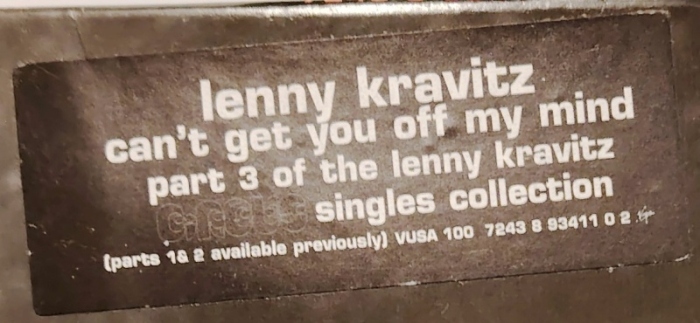 lenny kravitz
can't get you off my mind
part 3 of the lenny kravitz
circus singles collection
(parts 1& 2 available previously) VUSA 100 7243 8 93411 0 2